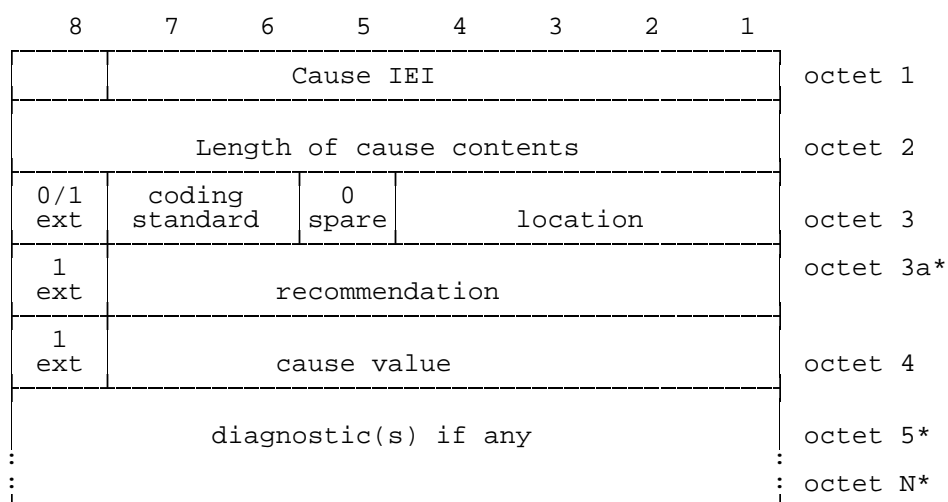 8 7 6 5 4 3 2 1
Cause IEI octet 1
Length of cause contents octet 2
0/1 coding 0
ext standard spare location octet 3
1 octet 3a*
ext recommendation
1
ext cause value octet 4
diagnostic(s) if any octet 5*
: :
: : octet N*